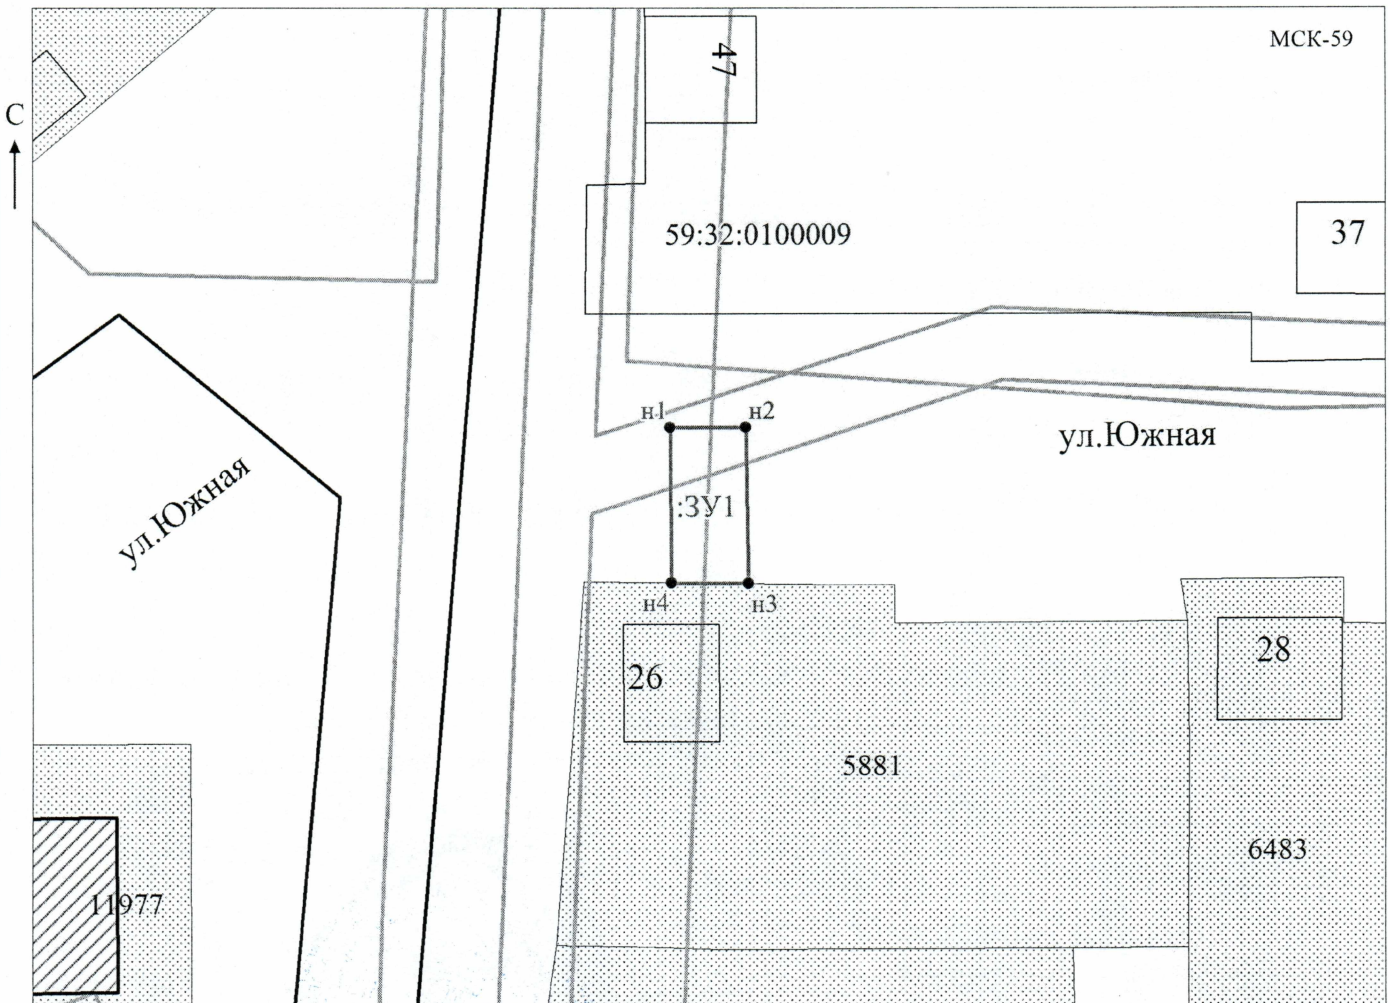 МСК-59
С
47
59:32:0100009
37
н1
н2
ул.Южная
ул.Южная
:ЗУ1
н4
н3
26
28
5881
6483
11977